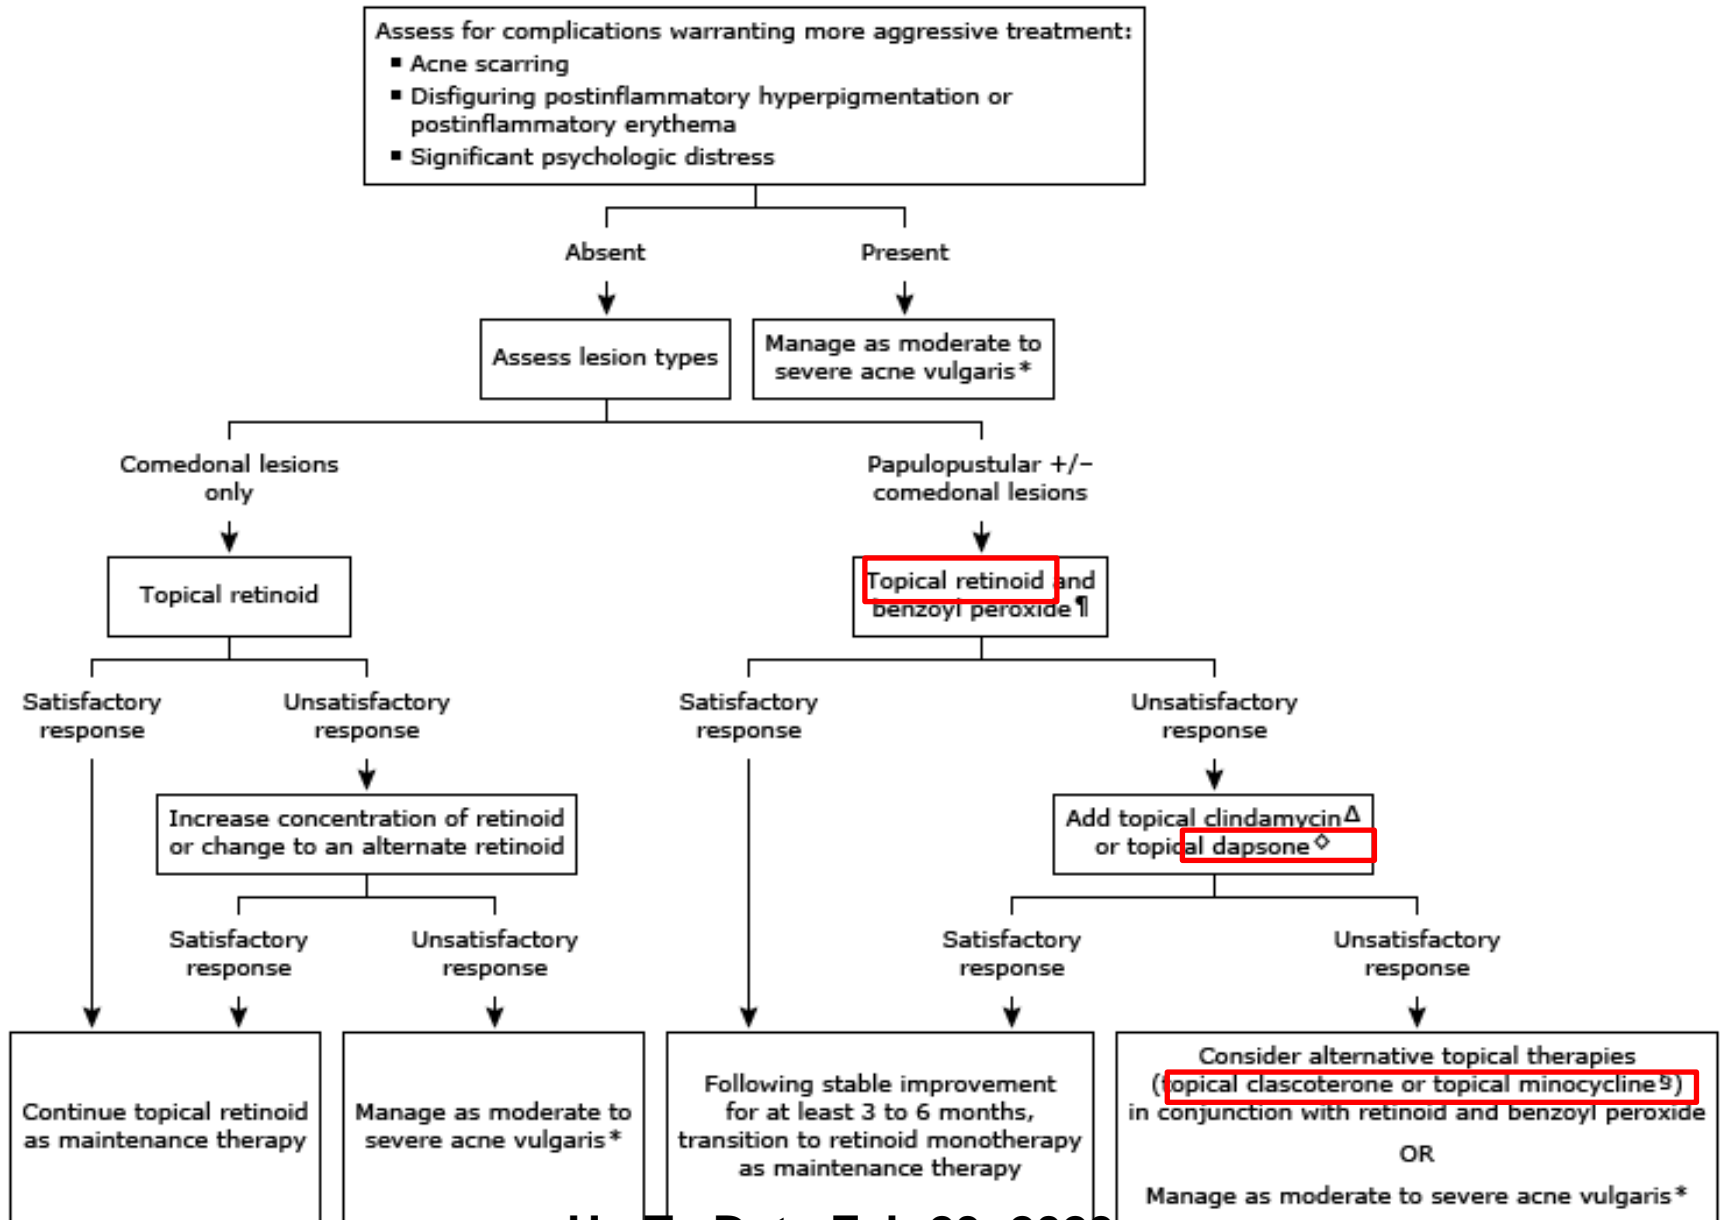 Assess for complications warranting more aggressive treatment:
▪ Acne scarring
▪ Disfiguring postinflammatory hyperpigmentation or
postinflammatory erythema
▪ Significant psychologic distress
Absent
Present
Assess lesion types
Manage as moderate to
severe acne vulgaris*
Comedonal lesions
only
Papulopustular +/–
comedonal lesions
Topical retinoid
Topical retinoid and
benzoyl peroxide¶
Satisfactory
response
Unsatisfactory
response
Satisfactory
response
Unsatisfactory
response
Increase concentration of retinoid
or change to an alternate retinoid
Add topical clindamycinΔ
or topical dapsone◇
Satisfactory
response
Unsatisfactory
response
Satisfactory
response
Unsatisfactory
response
Continue topical retinoid
as maintenance therapy
Manage as moderate to
severe acne vulgaris*
Following stable improvement
for at least 3 to 6 months,
transition to retinoid monotherapy
as maintenance therapy
Consider alternative topical therapies
(topical clascoterone or topical minocycline§)
in conjunction with retinoid and benzoyl peroxide
OR
Manage as moderate to severe acne vulgaris*